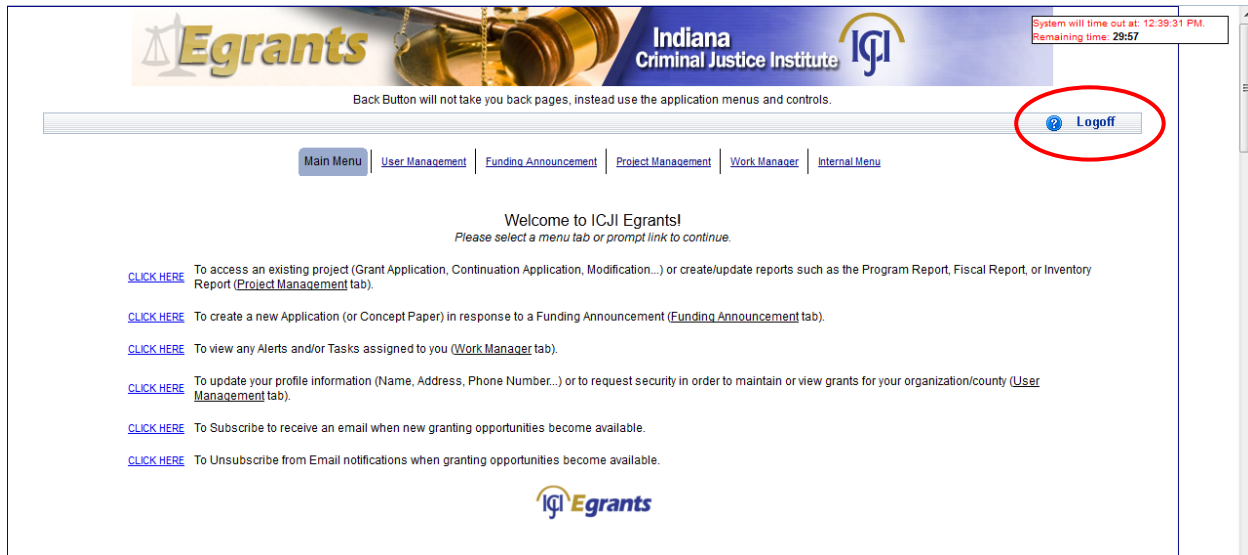 Egrants
Indiana
Criminal Justice Institute
ICJI
System will time out at: 12:39:31 PM.
Remaining time: 29:57
Back Button will not take you back pages, instead use the application menus and controls.
? Logoff
Main Menu User Management Funding Announcement Project Management Work Manager Internal Menu
Welcome to ICJI Egrants!
Please select a menu tab or prompt link to continue.
CLICK HERE To access an existing project (Grant Application, Continuation Application, Modification...) or create/update reports such as the Program Report, Fiscal Report, or Inventory
Report (Project Management tab).
CLICK HERE To create a new Application (or Concept Paper) in response to a Funding Announcement (Funding Announcement tab).
CLICK HERE To view any Alerts and/or Tasks assigned to you (Work Manager tab).
CLICK HERE To update your profile information (Name, Address, Phone Number...) or to request security in order to maintain or view grants for your organization/county (User
Management tab).
CLICK HERE To Subscribe to receive an email when new granting opportunities become available.
CLICK HERE To Unsubscribe from Email notifications when granting opportunities become available.
ICJI Egrants